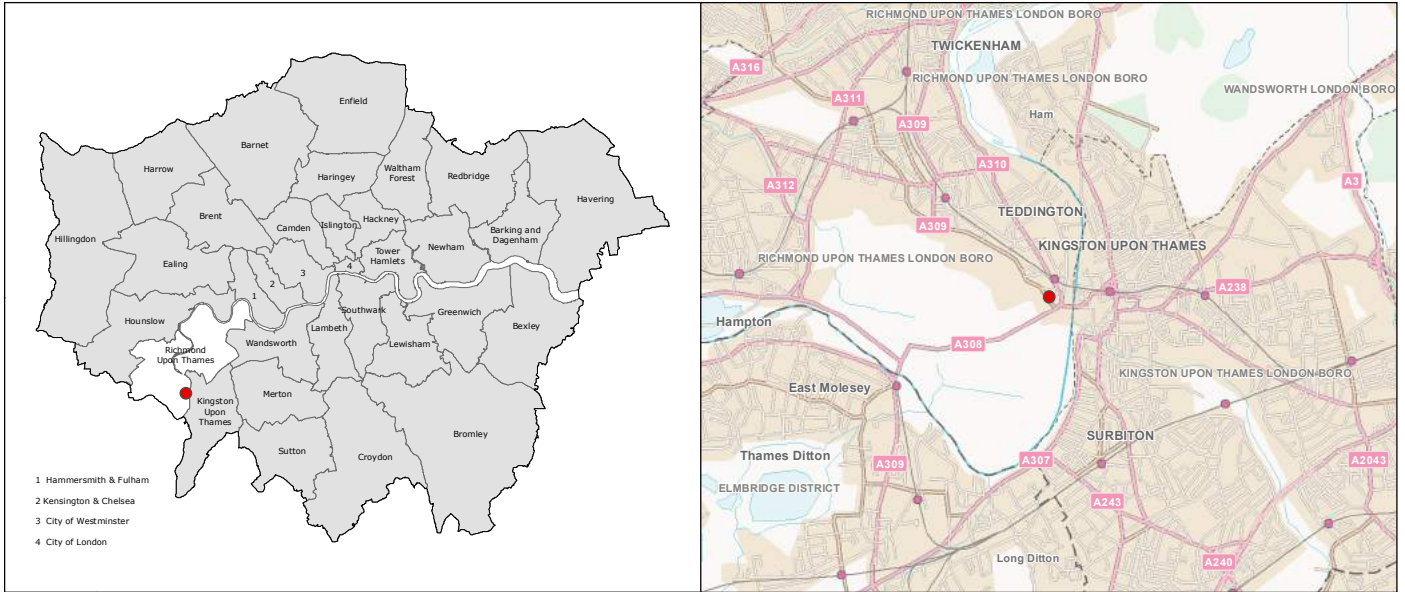 Enfield
Barnet
Harrow
Haringey
Waltham
Forest
Redbridge
Havering
Brent
Hackney
Camden
Islington
Barking and
Dagenham
Hillingdon
Newham
Tower
Hamlets
Ealing
4
3
2
1
Hounslow
Southwark
Greenwich
Bexley
Lambeth
Wandsworth
Lewisham
Richmond
Upon Thames
Merton
Kingston
Upon
Thames
Bromley
Sutton
Croydon
1 Hammersmith & Fulham
2 Kensington & Chelsea
3 City of Westminster
4 City of London
RICHMOND UPON THAMES LONDON BORO
TWICKENHAM
A316
RICHMOND UPON THAMES LONDON BORO
WANDSWORTH LONDON BORO
A311
Ham
A309
A310
A312
A3
TEDDINGTON
A309
KINGSTON UPON THAMES
RICHMOND UPON THAMES LONDON BORO
A238
Hampton
A308
KINGSTON UPON THAMES LONDON BORO
East Molesey
SURBITON
Thames Ditton
A309
A307
A2043
ELMBRIDGE DISTRICT
A243
Long Ditton
A240